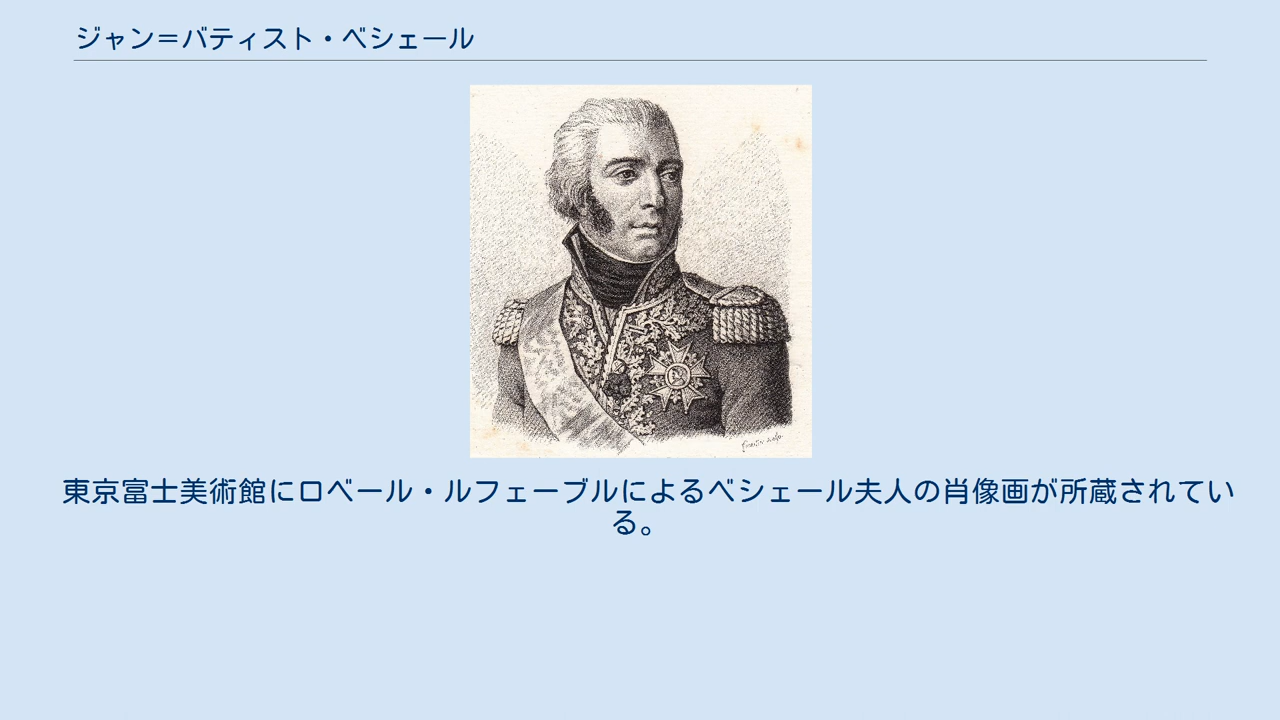 ジャン＝バティスト・ベシェール
東京富士美術館にロベール・ルフェーブルによるベシェール夫人の肖像画が所蔵されてい
る。